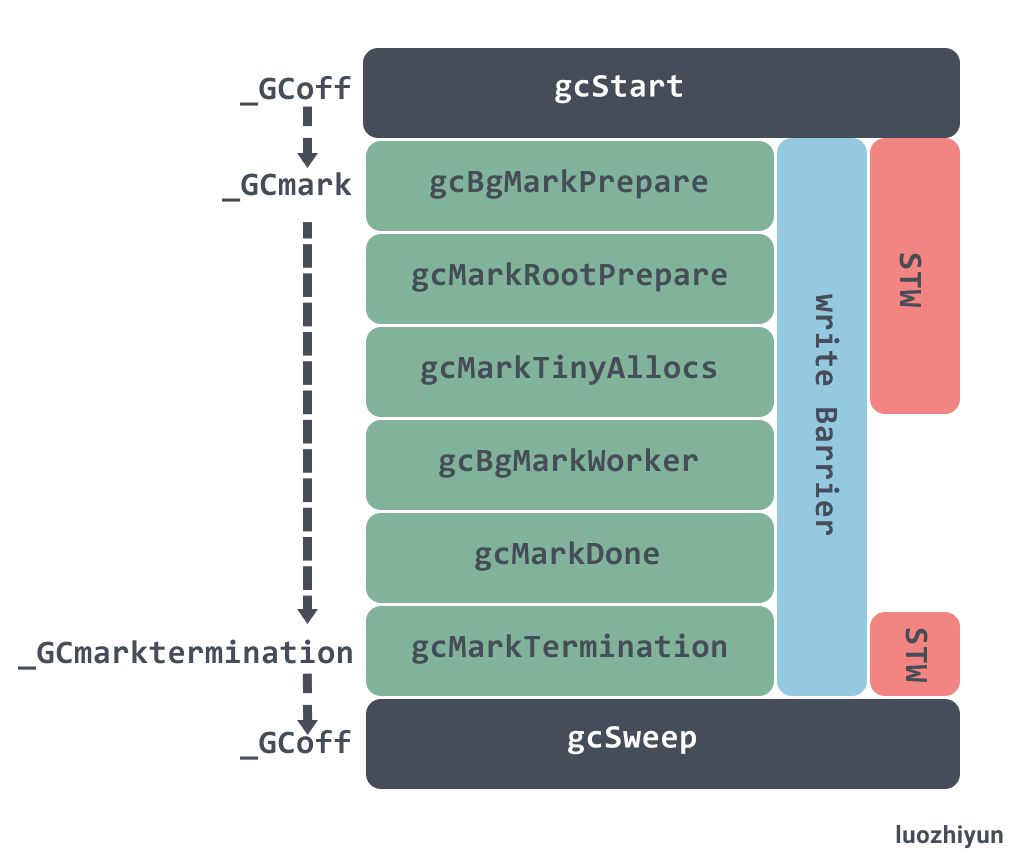 _GCoff
gcStart
_GCmark
gcBgMarkPrepare
gcMarkRootPrepare
gcMarkTinyAllocs
gcBgMarkWorker
gcMarkDone
_GCmarktermination
gcMarkTermination
write Barrier
STW
STW
_GCoff
gcSweep
luozhiyun